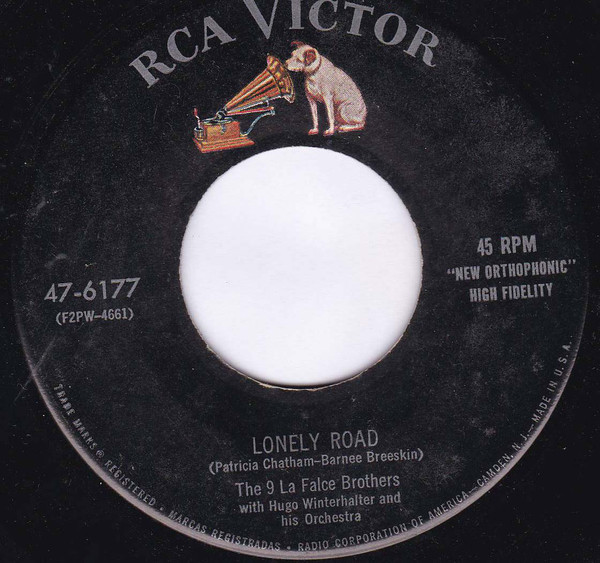 RCA VICTOR
45 RPM
"NEW ORTHOPHONIC"
HIGH FIDELITY
47-6177
(F2PW-4661)
LONELY ROAD
(Patricia Chatham-Barnee Breeskin)
The 9 La Falce Brothers
with Hugo Winterhalter and
his Orchestra
TRADE MARKS ® REGISTERED • MARCAS REGISTRADAS • RADIO CORPORATION OF AMERICA—CAMDEN, N. J.—MADE IN U.S.A.